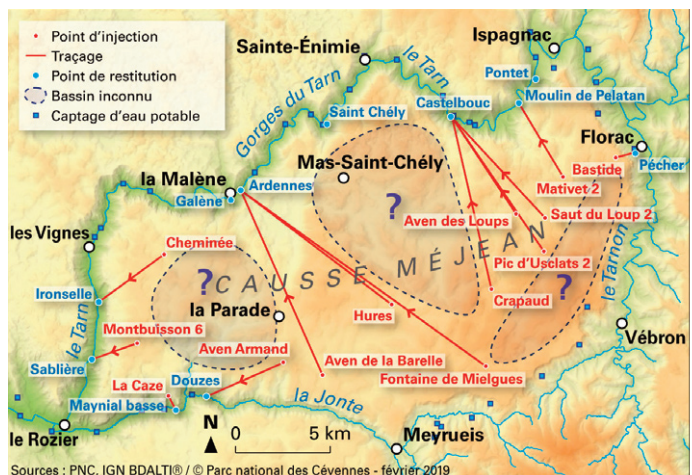 Point d'injection
Traçage
Point de restitution
Bassin inconnu
Captage d'eau potable
Sainte-Énimie
Ispagnac
le Tarn
Pontet
Gorges du Tarn
Castelbouc
Moulin de Pelatan
Saint Chély
Florac
Mas-Saint-Chély
Bastide
Pécher
la Malène
Ardennes
Mativet 2
Galène
?
Aven des Loups
Saut du Loup 2
les Vignes
Cheminée
CAUSSE MÉJEAN
Pic d'Usclats 2
le Tarnon
?
?
Ironselle
la Parade
Hures
Crapaud
le Tarn
Montbuisson 6
Vébron
Aven Armand
Sablière
Aven de la Barelle
Fontaine de Mielgues
La Caze
Douzes
la Jonte
Maynial basse
le Rozier
N
0 5 km
Meyrueis
Sources : PNC, IGN BDALTI® / © Parc national des Cévennes - février 2019